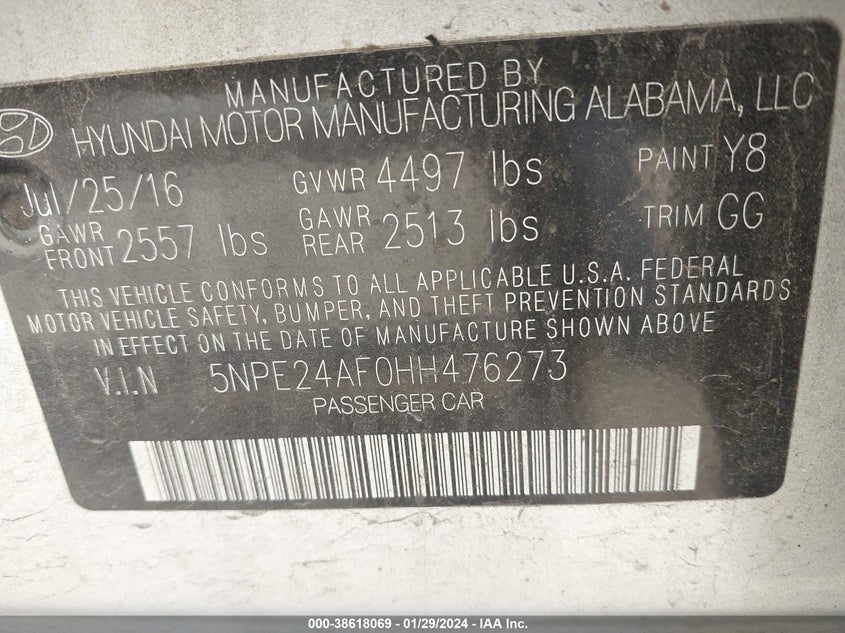 MANUFACTURED BY
HYUNDAI MOTOR MANUFACTURING ALABAMA, LLC
Jul/25/16 GVWR 4497 lbs PAINT Y8
GAWR FRONT 2557 lbs GAWR REAR 2513 lbs TRIM GG
THIS VEHICLE CONFORMS TO ALL APPLICABLE U.S.A. FEDERAL
MOTOR VEHICLE SAFETY, BUMPER, AND THEFT PREVENTION STANDARDS
IN EFFECT ON THE DATE OF MANUFACTURE SHOWN ABOVE
V.I.N 5NPE24AF0HH476273
PASSENGER CAR
000-38618069 - 01/29/2024 - IAA Inc.